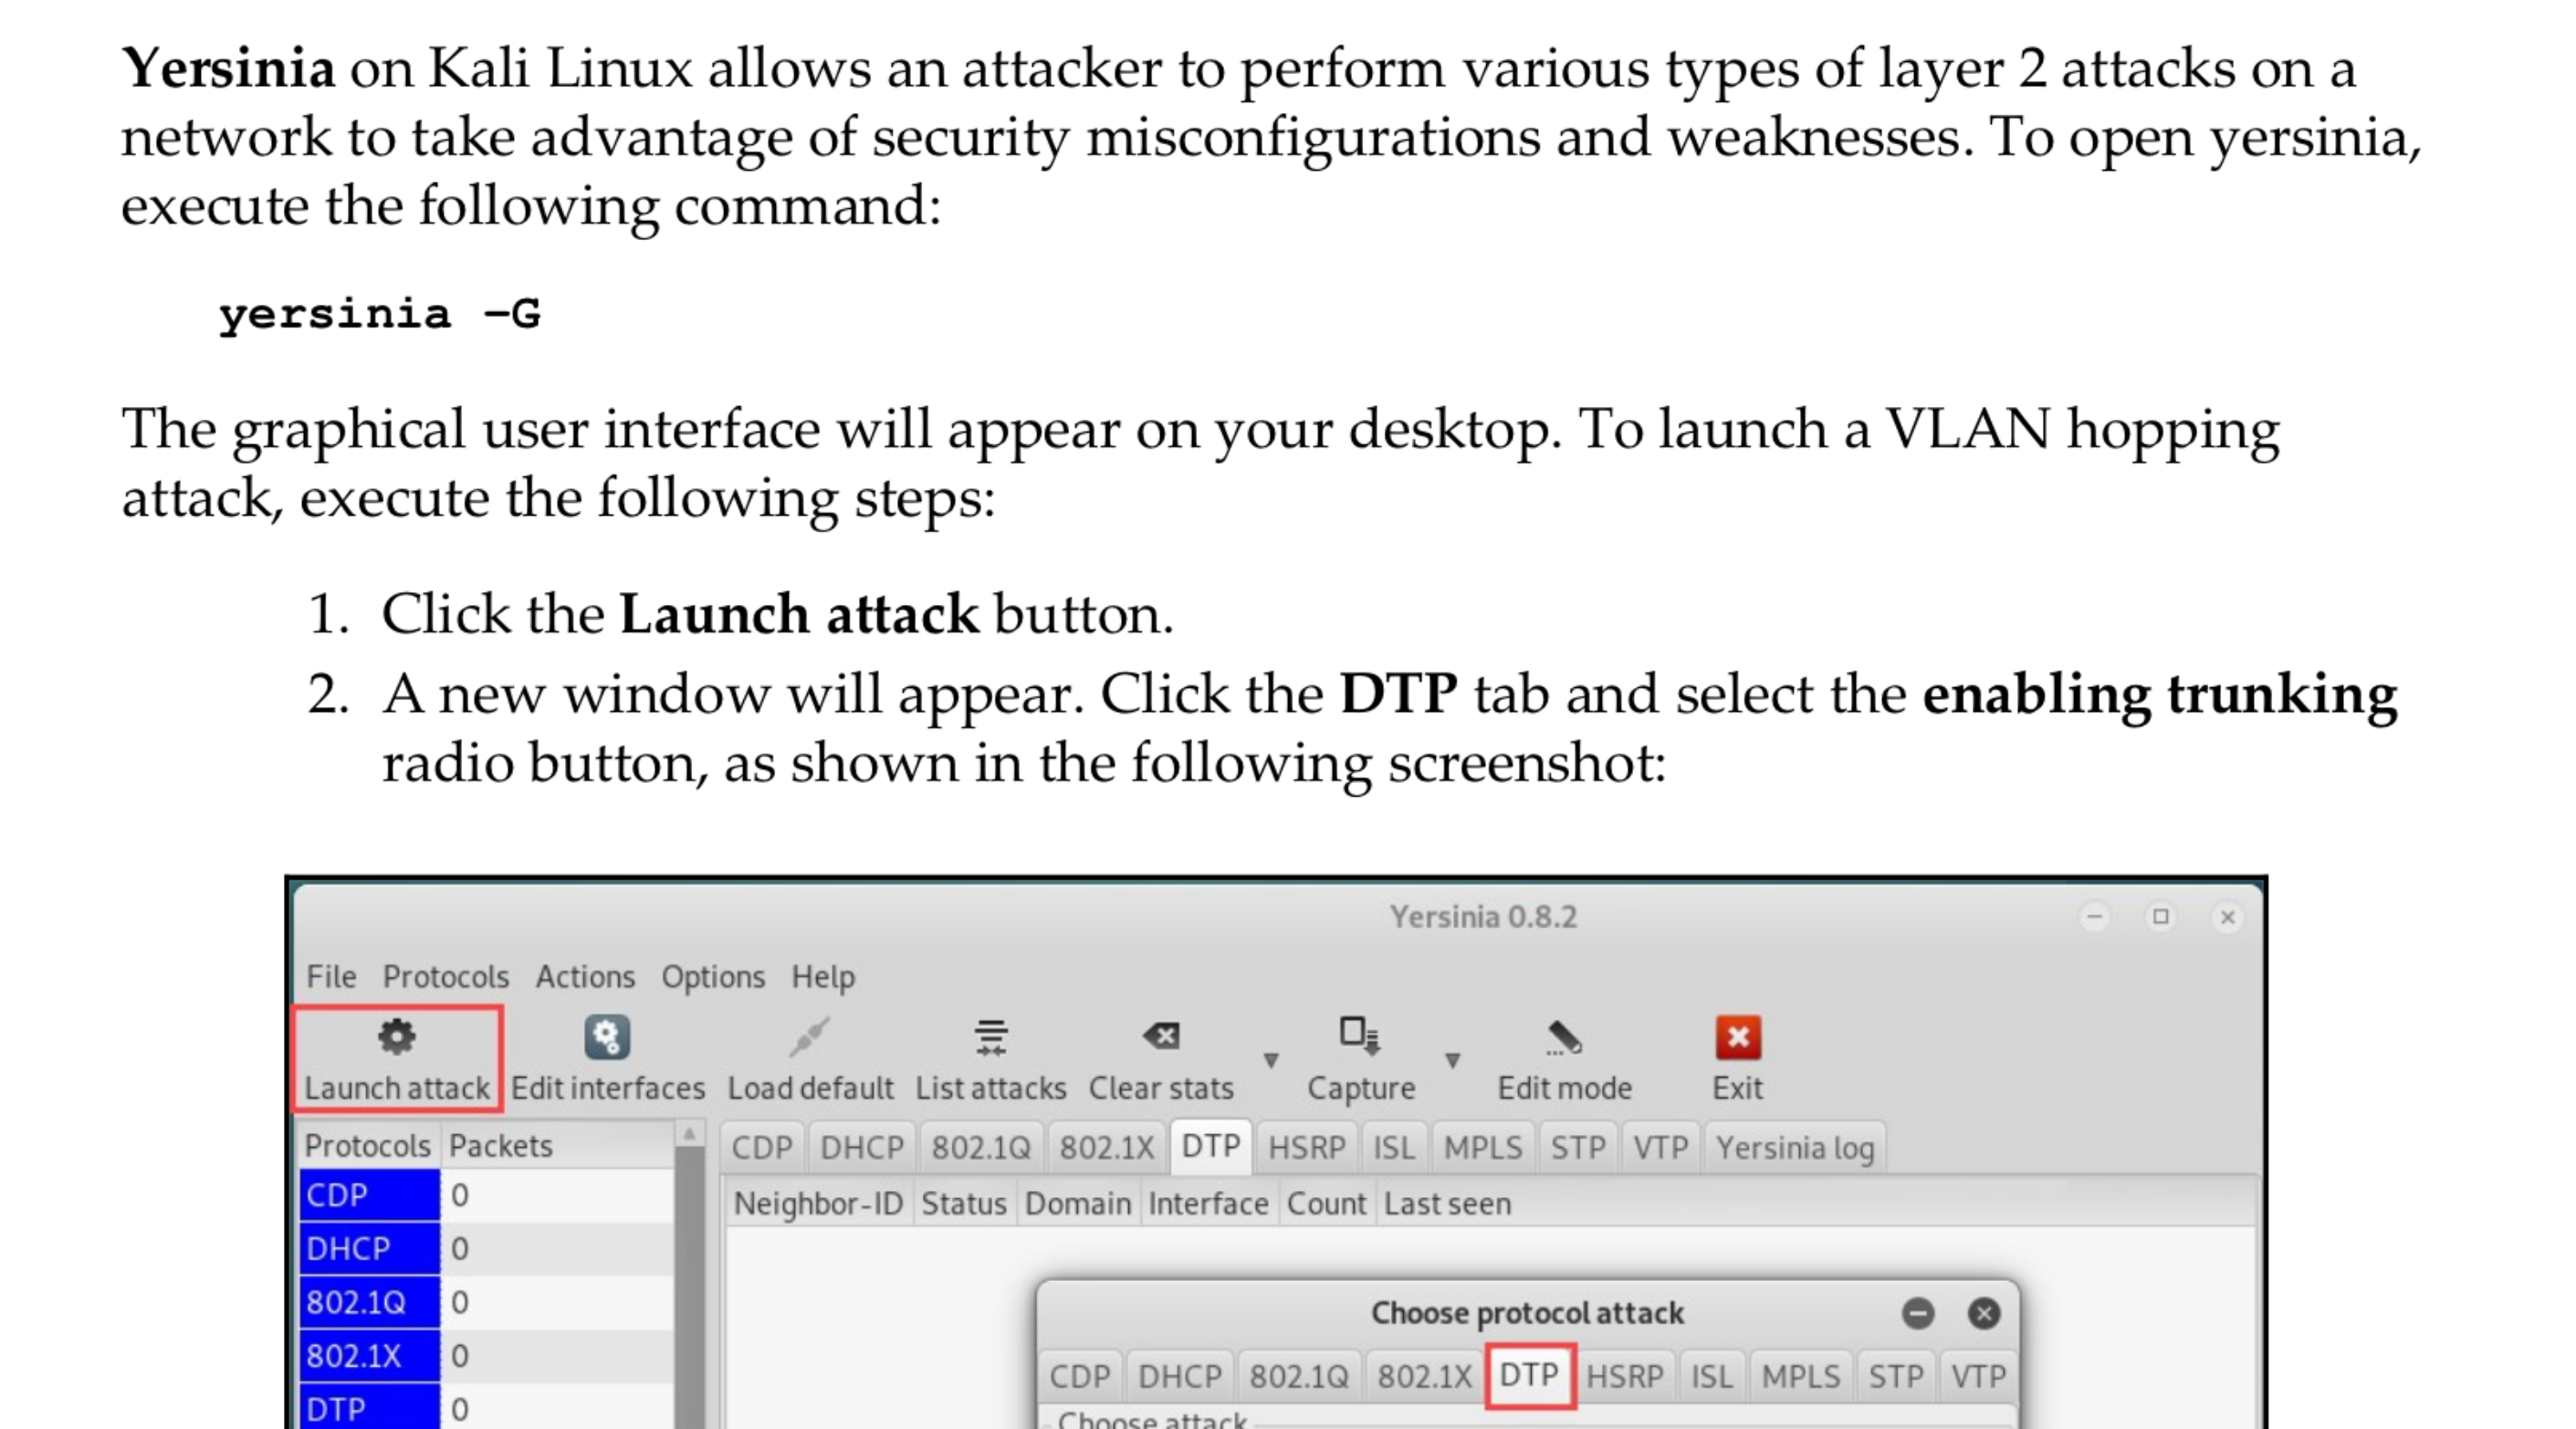 Yersinia on Kali Linux allows an attacker to perform various types of layer 2 attacks on a
network to take advantage of security misconfigurations and weaknesses. To open yersinia,
execute the following command:
yersinia –G
The graphical user interface will appear on your desktop. To launch a VLAN hopping
attack, execute the following steps:
1. Click the Launch attack button.
2. A new window will appear. Click the DTP tab and select the enabling trunking
radio button, as shown in the following screenshot:
Yersinia 0.8.2
File Protocols Actions Options Help
Launch attack Edit interfaces Load default List attacks Clear stats Capture Edit mode Exit
Protocols Packets
CDP DHCP 802.1Q 802.1X DTP HSRP ISL MPLS STP VTP Yersinia log
CDP 0
Neighbor-ID Status Domain Interface Count Last seen
DHCP 0
802.1Q 0
Choose protocol attack
802.1X 0
CDP DHCP 802.1Q 802.1X DTP HSRP ISL MPLS STP VTP
DTP 0
Choose attack